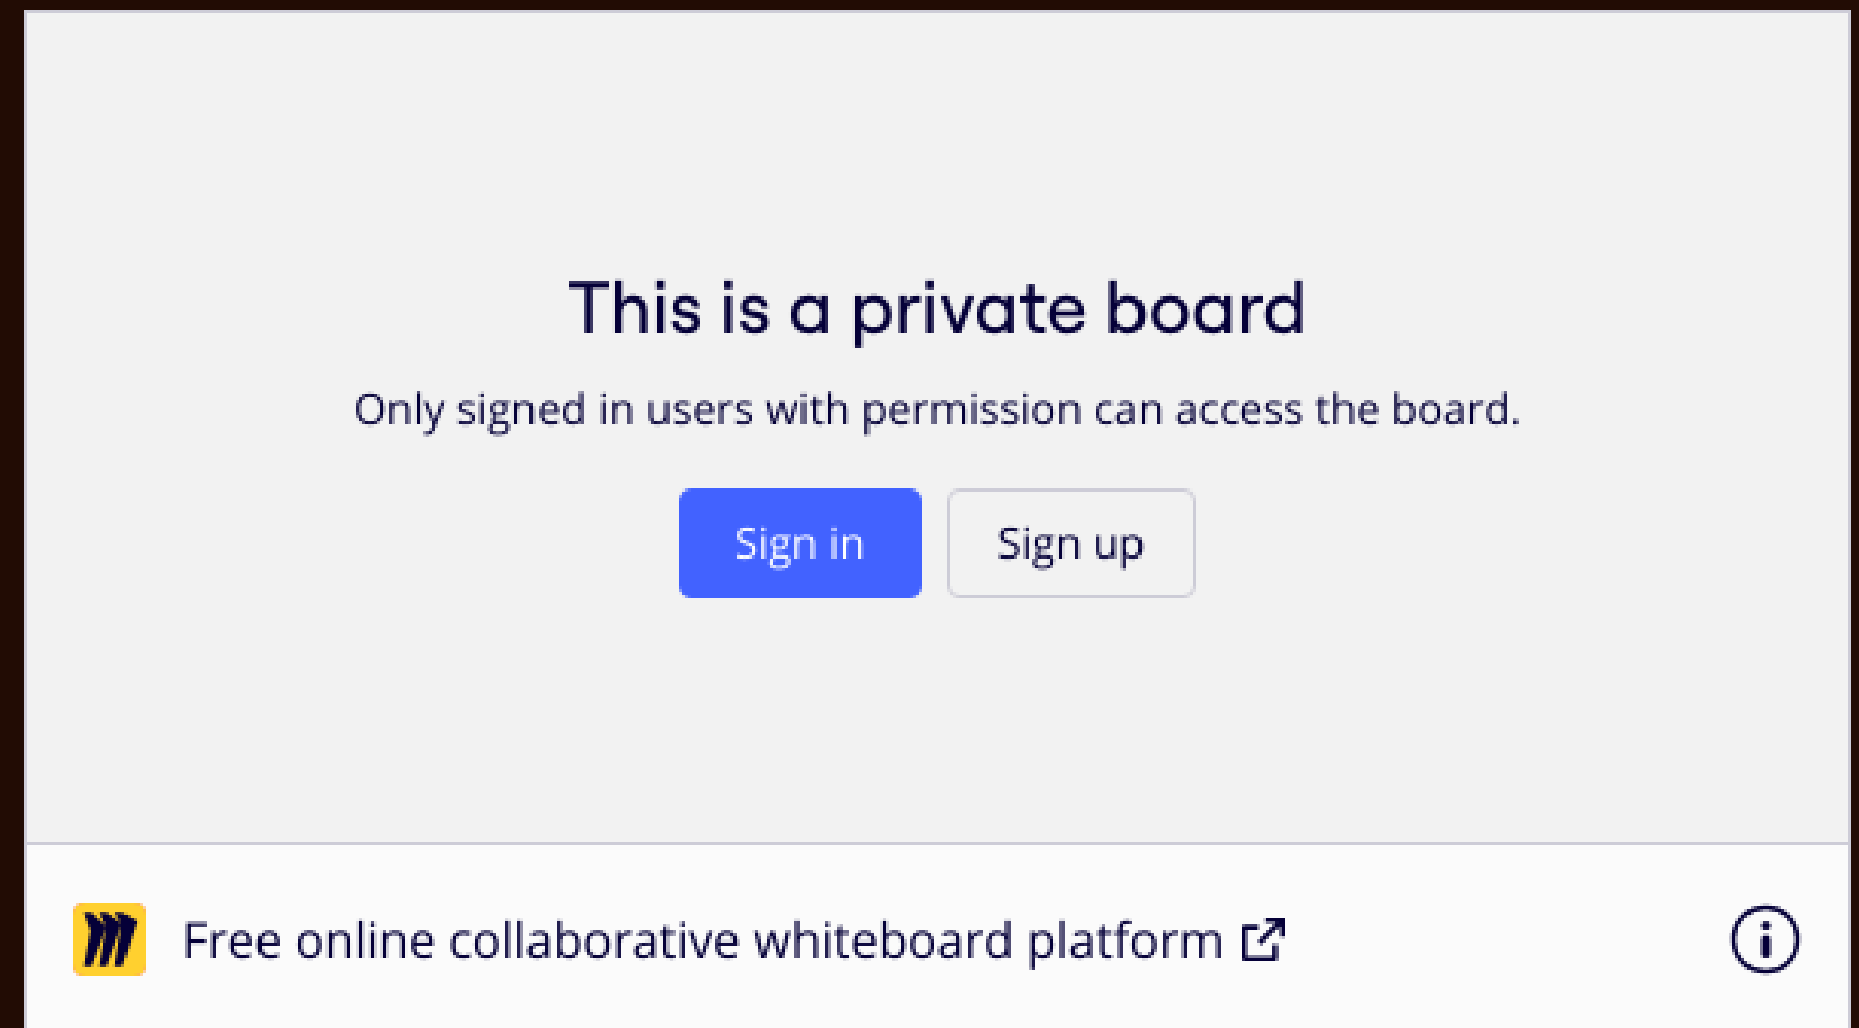 This is a private board
Only signed in users with permission can access the board.
Sign in
Sign up
Free online collaborative whiteboard platform